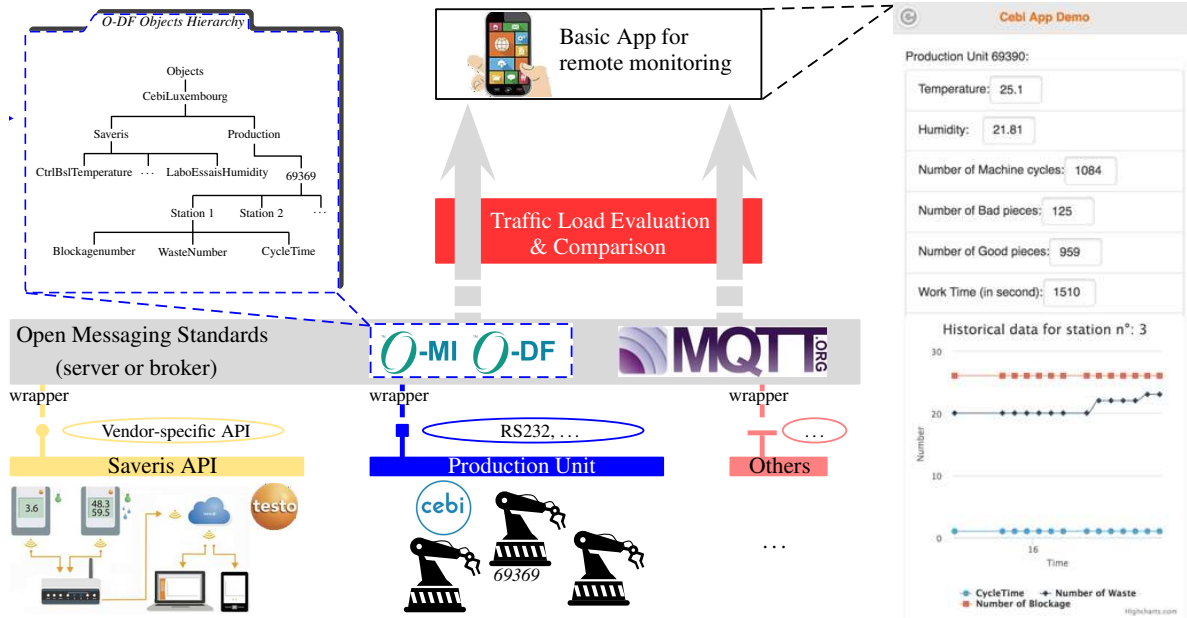 O-DF Objects Hierarchy
Objects
CebiLuxembourg
Saveris
Production
CtrlBslTemperature
...
LaboEssaisHumidity
69369
Station 1
Station 2
...
Blockagenumber
WasteNumber
CycleTime
Basic App for
remote monitoring
Traffic Load Evaluation
& Comparison
Open Messaging Standards
(server or broker)
O-MI
O-DF
MQTT
.ORG
wrapper
wrapper
wrapper
Vendor-specific API
RS232, ...
...
Saveris API
Production Unit
Others
3.6
48.3
59.5
testo
cebi
69369
...
Cebi App Demo
Production Unit 69390:
Temperature: 25.1
Humidity: 21.81
Number of Machine cycles: 1084
Number of Bad pieces: 125
Number of Good pieces: 959
Work Time (in second): 1510
Historical data for station n°: 3
30
20
10
0
Number
16
Time
CycleTime
Number of Waste
Number of Blockage
Highcharts.com